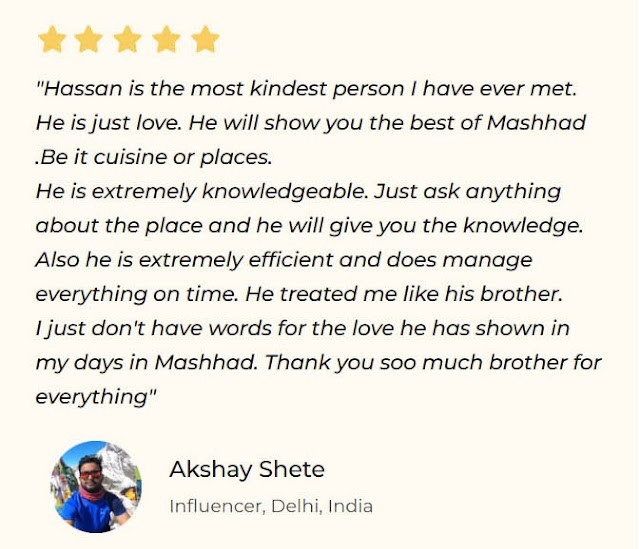 "Hassan is the most kindest person I have ever met.
He is just love. He will show you the best of Mashhad
.Be it cuisine or places.
He is extremely knowledgeable. Just ask anything
about the place and he will give you the knowledge.
Also he is extremely efficient and does manage
everything on time. He treated me like his brother.
I just don't have words for the love he has shown in
my days in Mashhad. Thank you soo much brother for
everything"
Akshay Shete
Influencer, Delhi, India